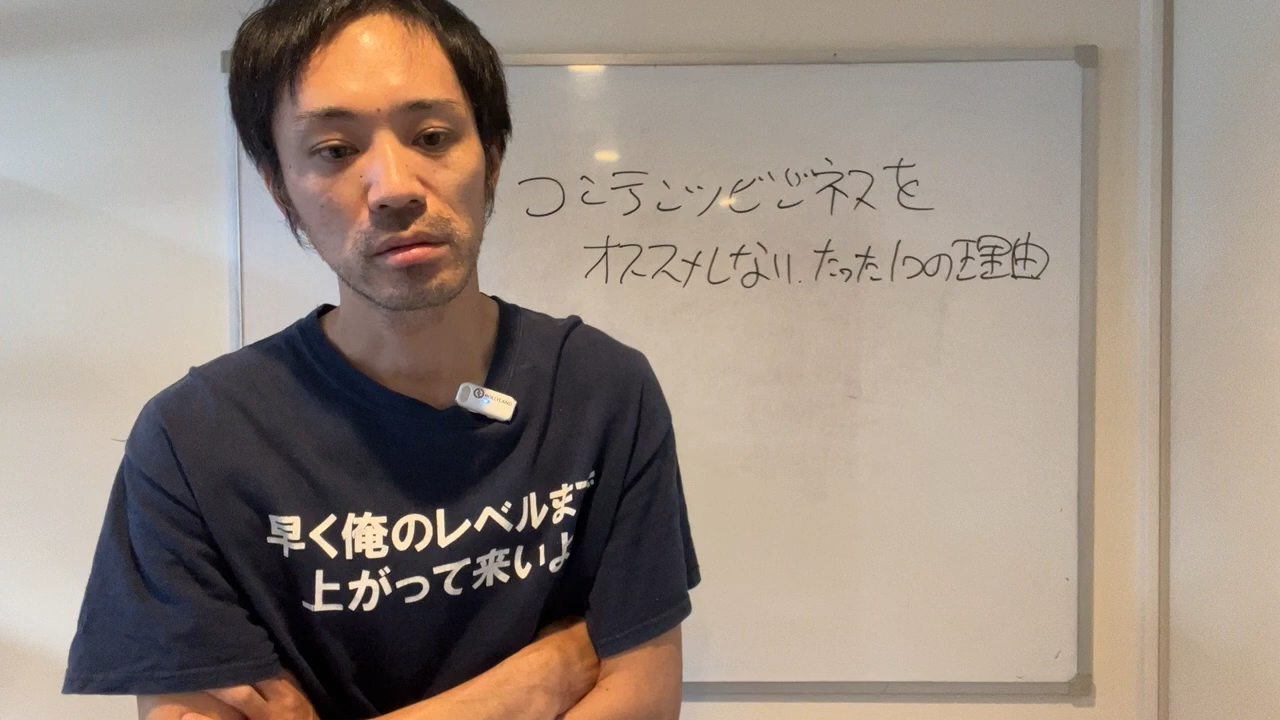 コンテンツビジネスを
オススメしない、たった1つの理由
早く俺のレベルまで
上がって来いよ
HOLLYLAND